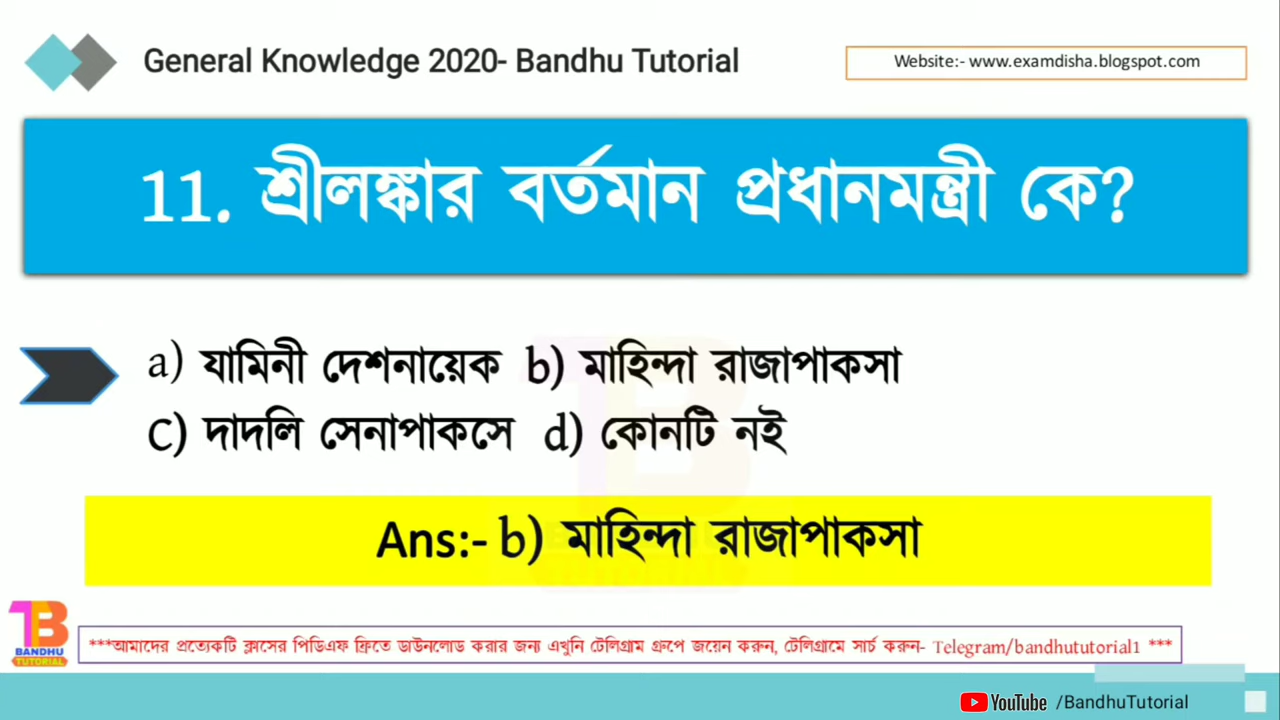 General Knowledge 2020- Bandhu Tutorial
Website:- www.examdisha.blogspot.com
11. শ্রীলঙ্কার বর্তমান প্রধানমন্ত্রী কে?
a) যামিনী দেশনায়েক b) মাহিন্দা রাজাপাকসা
c) দাদলি সেনাপাকসে d) কোনটি নই
Ans:- b) মাহিন্দা রাজাপাকসা
TB
BANDHU
TUTORIAL
***আমাদের প্রত্যেকটি ক্লাসের পিডিএফ ফ্রিতে ডাউনলোড করার জন্য এখুনি টেলিগ্রাম গ্রুপে জয়েন করুন, টেলিগ্রামে সার্চ করুন- Telegram/bandhututorial1 ***
YouTube /BandhuTutorial